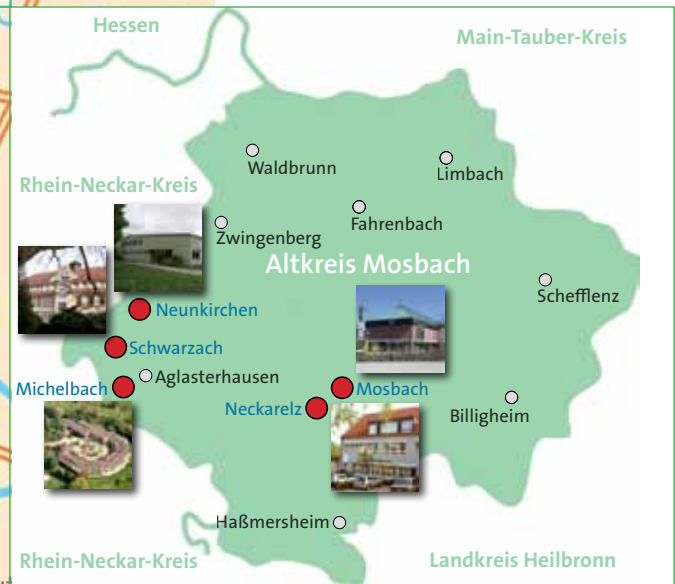 Hessen
Main-Tauber-Kreis
Waldbrunn
Limbach
Rhein-Neckar-Kreis
Fahrenbach
Zwingenberg
Altkreis Mosbach
Schefflenz
Neunkirchen
Schwarzach
Aglasterhausen
Michelbach
Mosbach
Neckarelz
Billigheim
Haßmersheim
Rhein-Neckar-Kreis
Landkreis Heilbronn